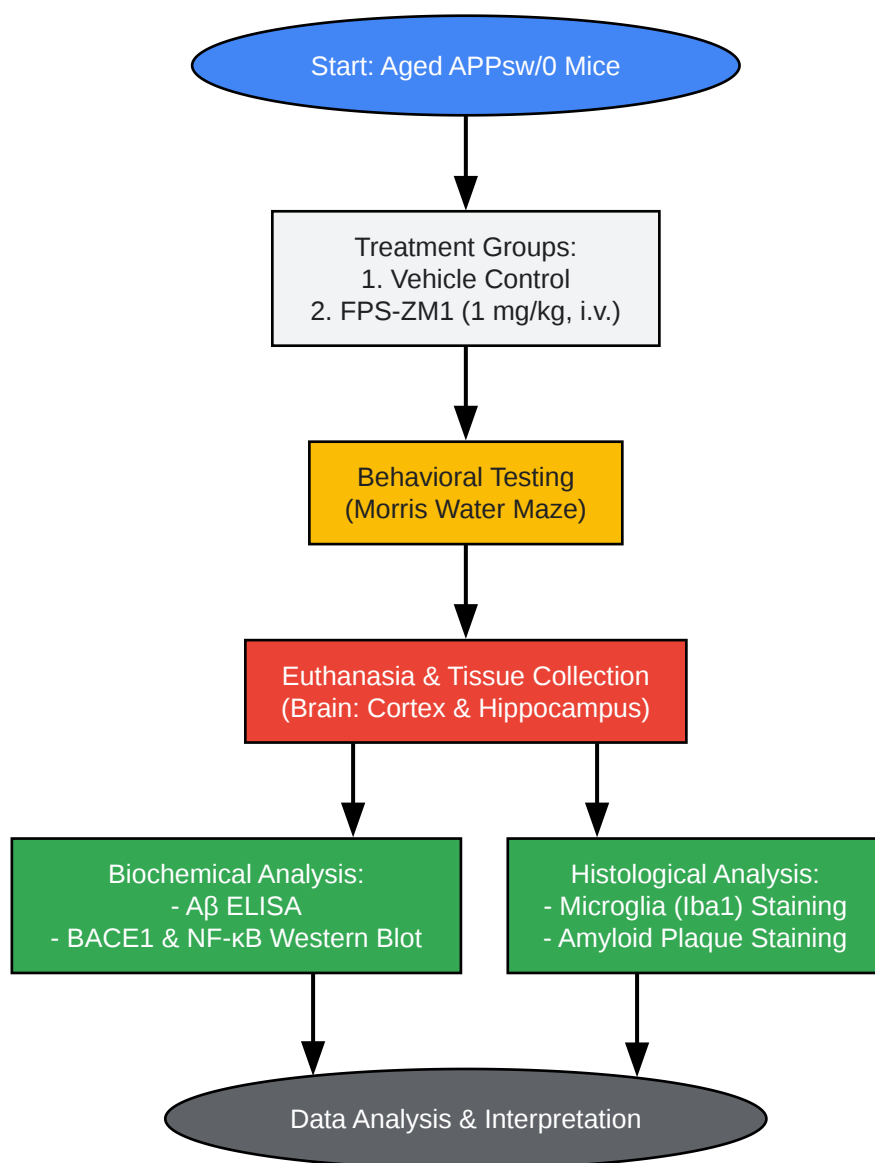 Start: Aged APPsw/0 Mice
Treatment Groups:
1. Vehicle Control
2. FPS-ZM1 (1 mg/kg, i.v.)
Behavioral Testing
(Morris Water Maze)
Euthanasia & Tissue Collection
(Brain: Cortex & Hippocampus)
Biochemical Analysis:
- Aβ ELISA
- BACE1 & NF-κB Western Blot
Histological Analysis:
- Microglia (Iba1) Staining
- Amyloid Plaque Staining
Data Analysis & Interpretation